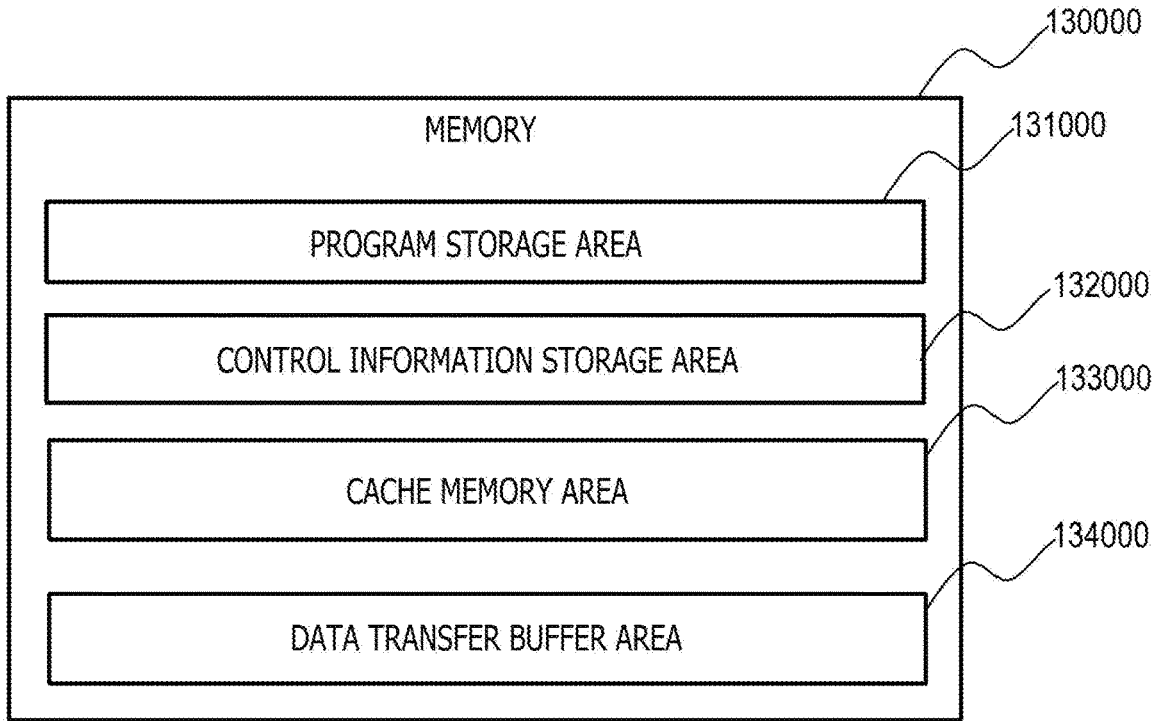 130000
MEMORY
131000
PROGRAM STORAGE AREA
132000
CONTROL INFORMATION STORAGE AREA
133000
CACHE MEMORY AREA
134000
DATA TRANSFER BUFFER AREA